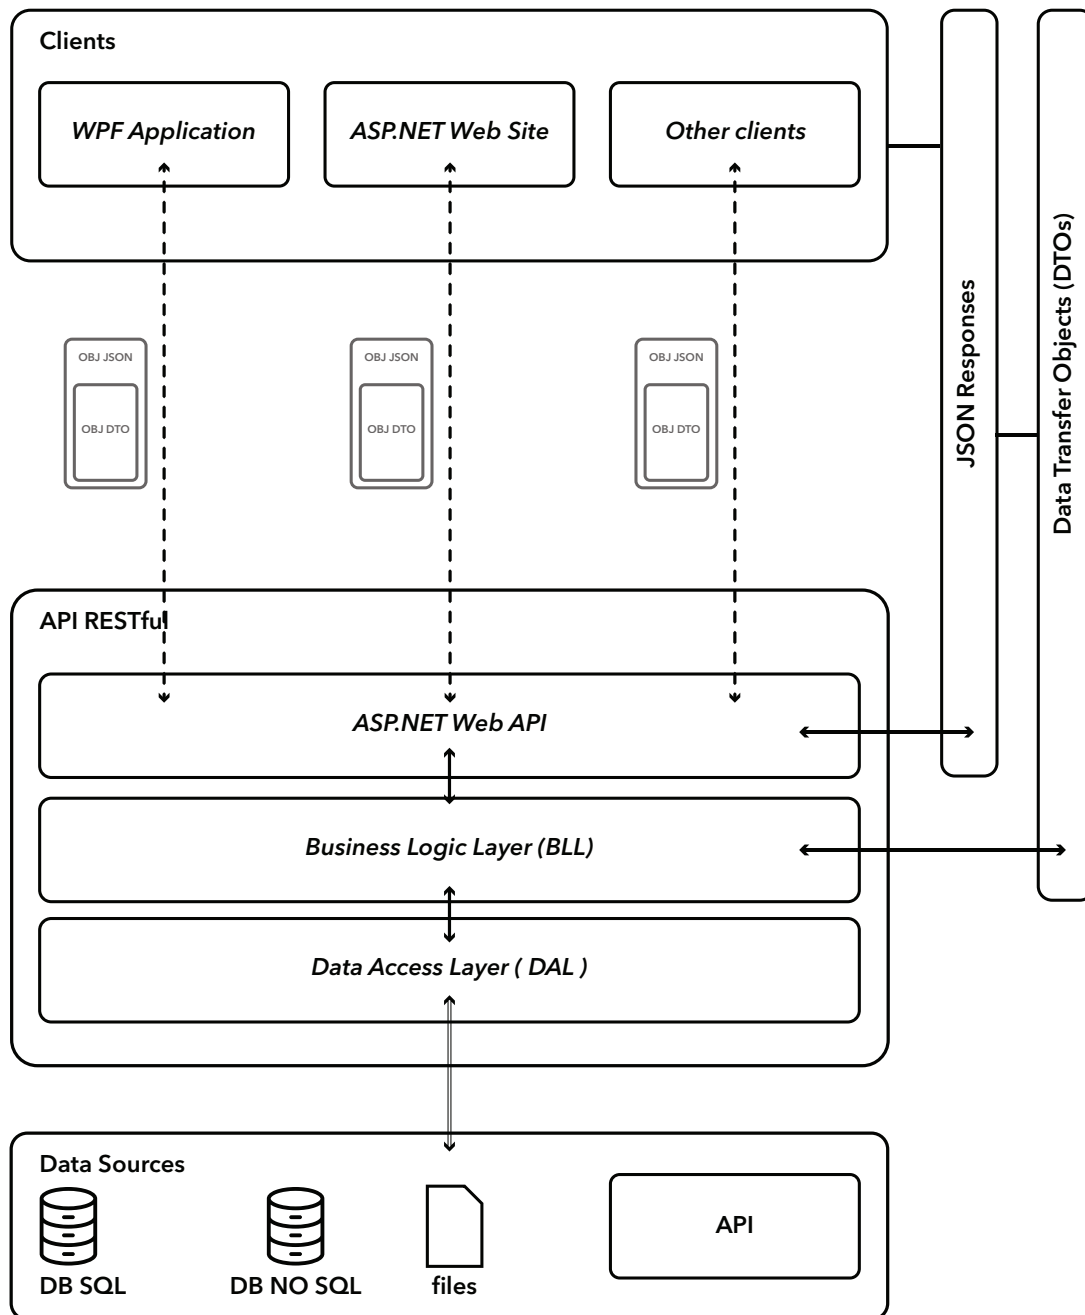 Clients
WPF Application
ASP.NET Web Site
Other clients
OBJ JSON
OBJ DTO
OBJ JSON
OBJ DTO
OBJ JSON
OBJ DTO
JSON Responses
Data Transfer Objects (DTOs)
API RESTful
ASP.NET Web API
Business Logic Layer (BLL)
Data Access Layer ( DAL )
Data Sources
DB SQL
DB NO SQL
files
API